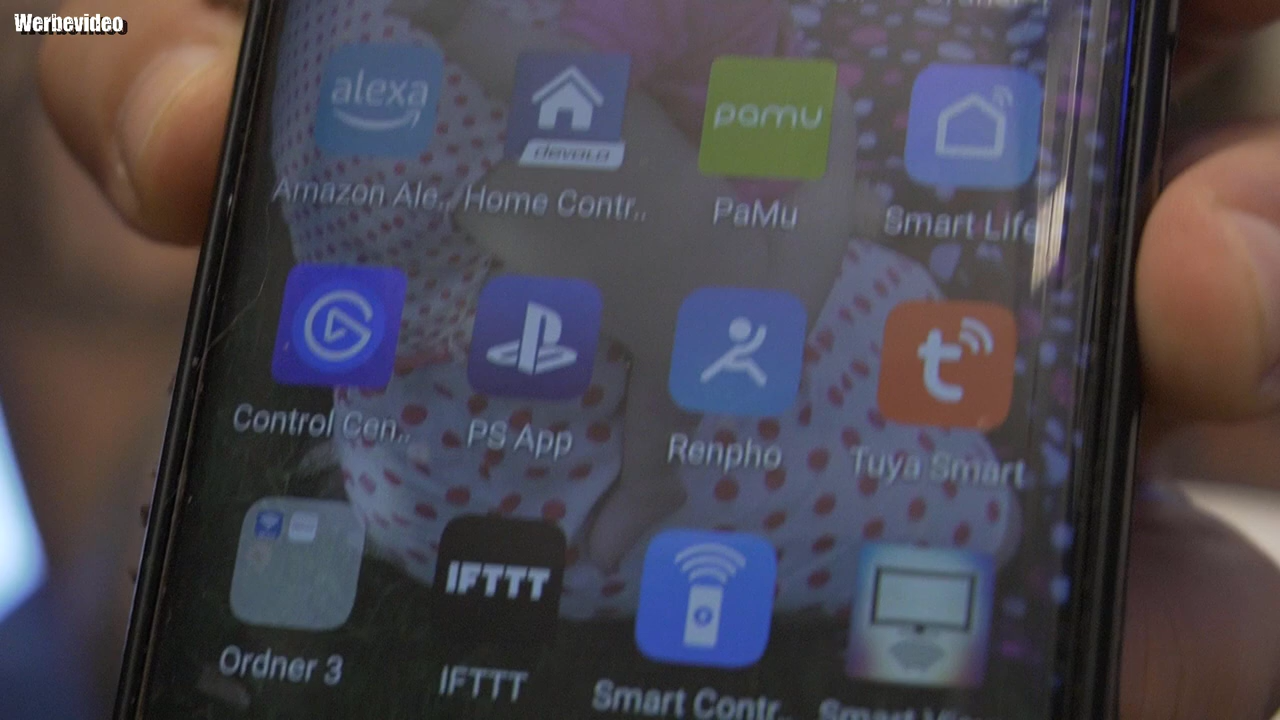 Werbevideo
alexa
devolo
pamu
Amazon Ale..
Home Contr..
PaMu
Smart Life
Control Cen..
PS App
Renpho
Tuya Smart
IFTTT
Ordner 3
IFTTT
Smart Contr..
Smart